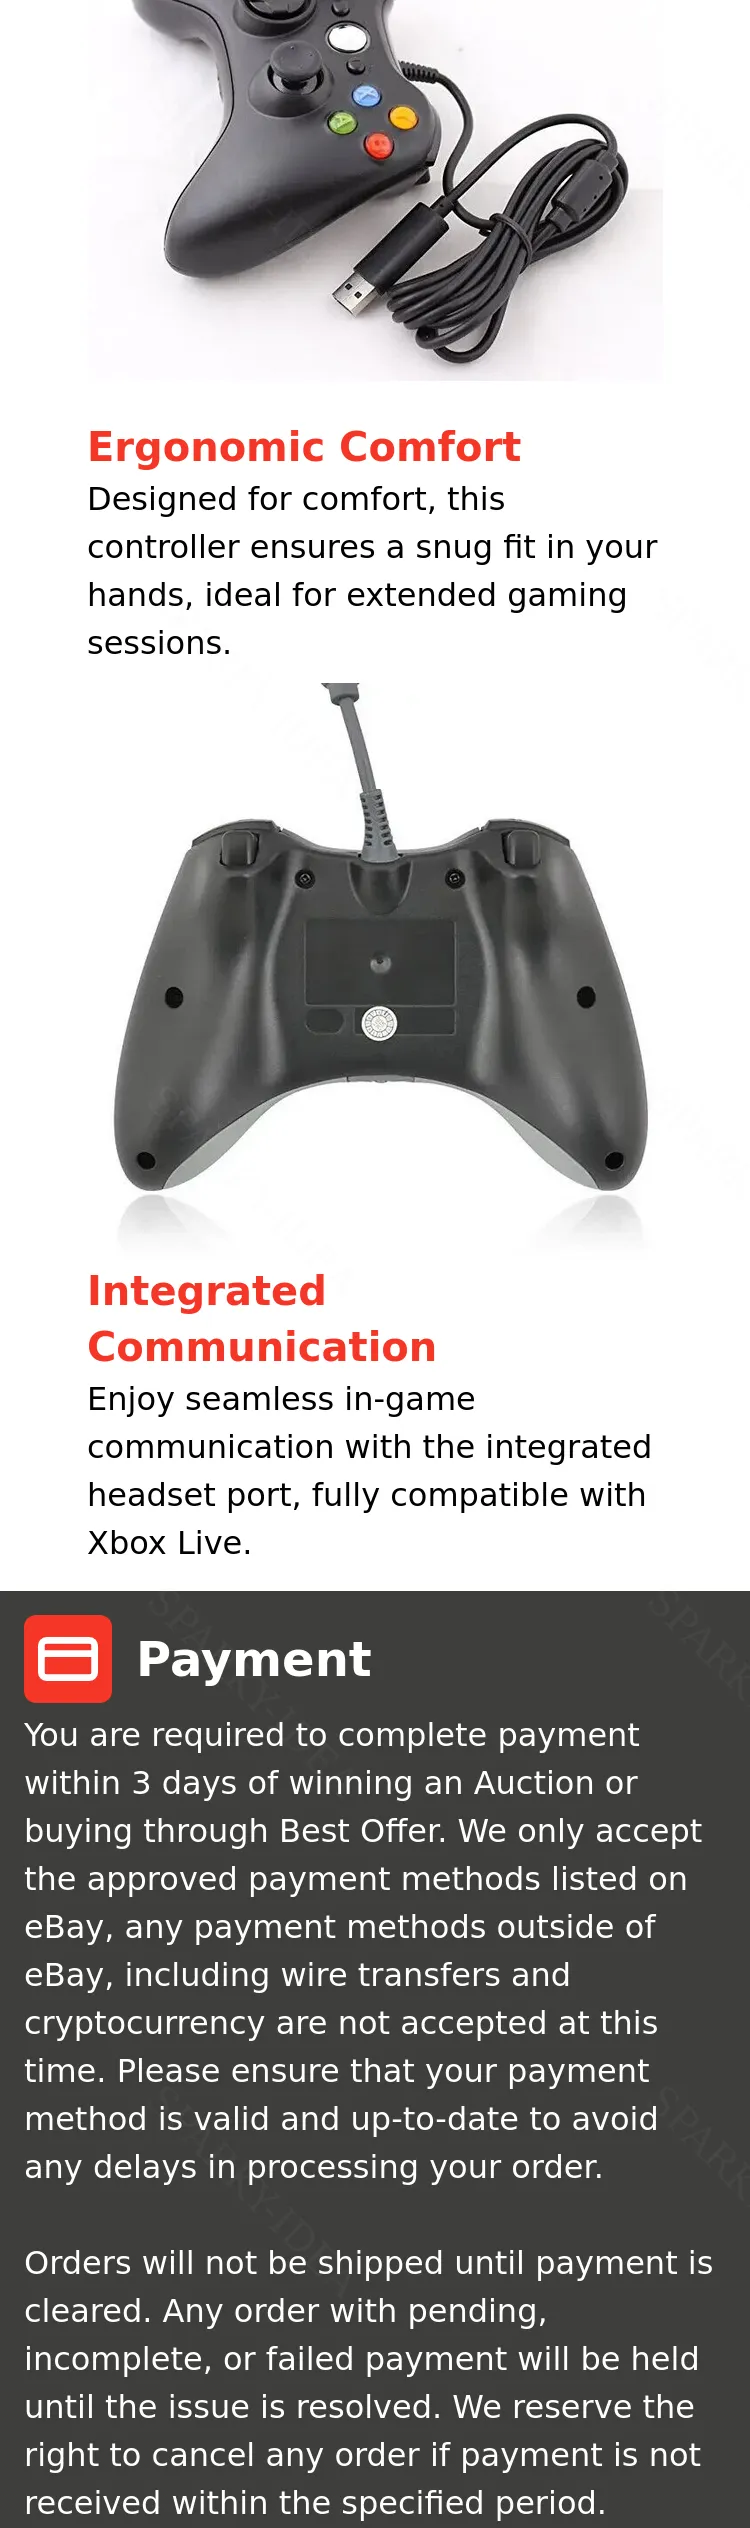 Ergonomic Comfort
Designed for comfort, this
controller ensures a snug fit in your
hands, ideal for extended gaming
sessions.
Integrated
Communication
Enjoy seamless in-game
communication with the integrated
headset port, fully compatible with
Xbox Live.
Payment
You are required to complete payment
within 3 days of winning an Auction or
buying through Best Offer. We only accept
the approved payment methods listed on
eBay, any payment methods outside of
eBay, including wire transfers and
cryptocurrency are not accepted at this
time. Please ensure that your payment
method is valid and up-to-date to avoid
any delays in processing your order.
Orders will not be shipped until payment is
cleared. Any order with pending,
incomplete, or failed payment will be held
until the issue is resolved. We reserve the
right to cancel any order if payment is not
received within the specified period.